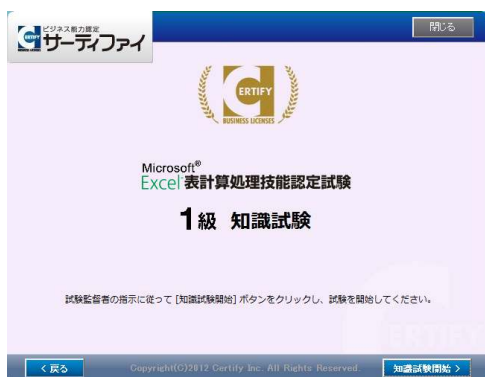 ビジネス能力認定
サーティファイ
閉じる
CERTIFY
BUSINESS LICENSES
Microsoft®
Excel 表計算処理技能認定試験
1級 知識試験
試験監督者の指示に従って [知識試験開始] ボタンをクリックし、試験を開始してください。
< 戻る
Copyright(C)2012 Certify Inc. All Rights Reserved.
知識試験開始 >